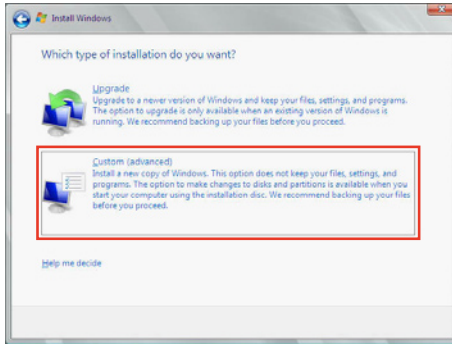 Install Windows
Which type of installation do you want?
Upgrade
Upgrade to a newer version of Windows and keep your files, settings, and programs.
The option to upgrade is only available when an existing version of Windows is
running. We recommend backing up your files before you proceed.
Custom (advanced)
Install a new copy of Windows. This option does not keep your files, settings, and
programs. The option to make changes to disks and partitions is available when you
start your computer using the installation disc. We recommend backing up your files
before you proceed.
Help me decide